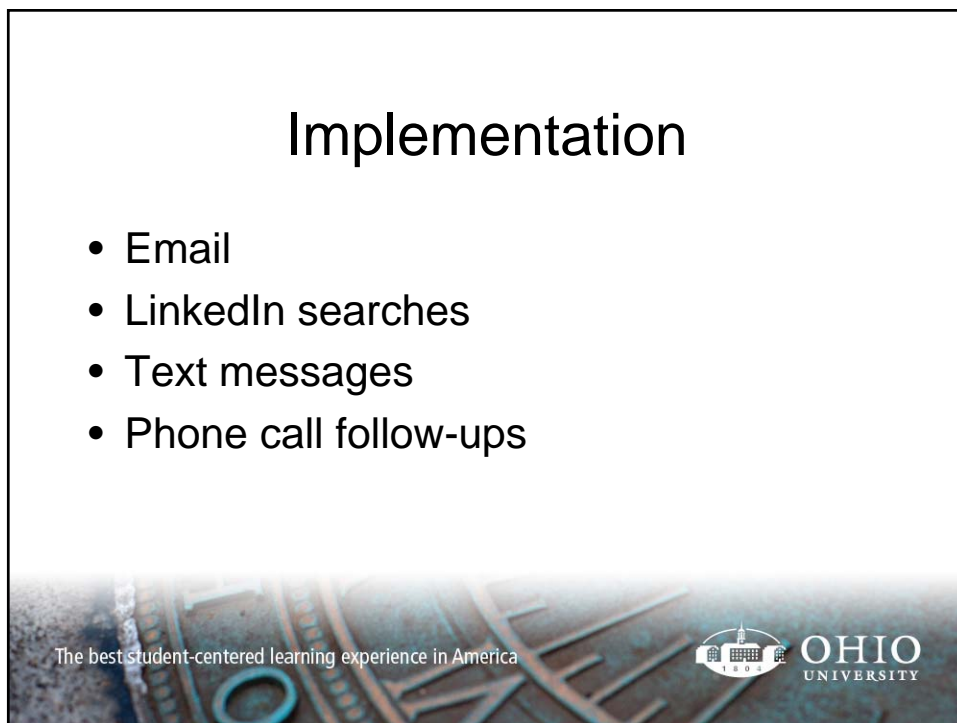 Implementation
• Email
• LinkedIn searches
• Text messages
• Phone call follow-ups
The best student-centered learning experience in America
1804
OHIO
UNIVERSITY